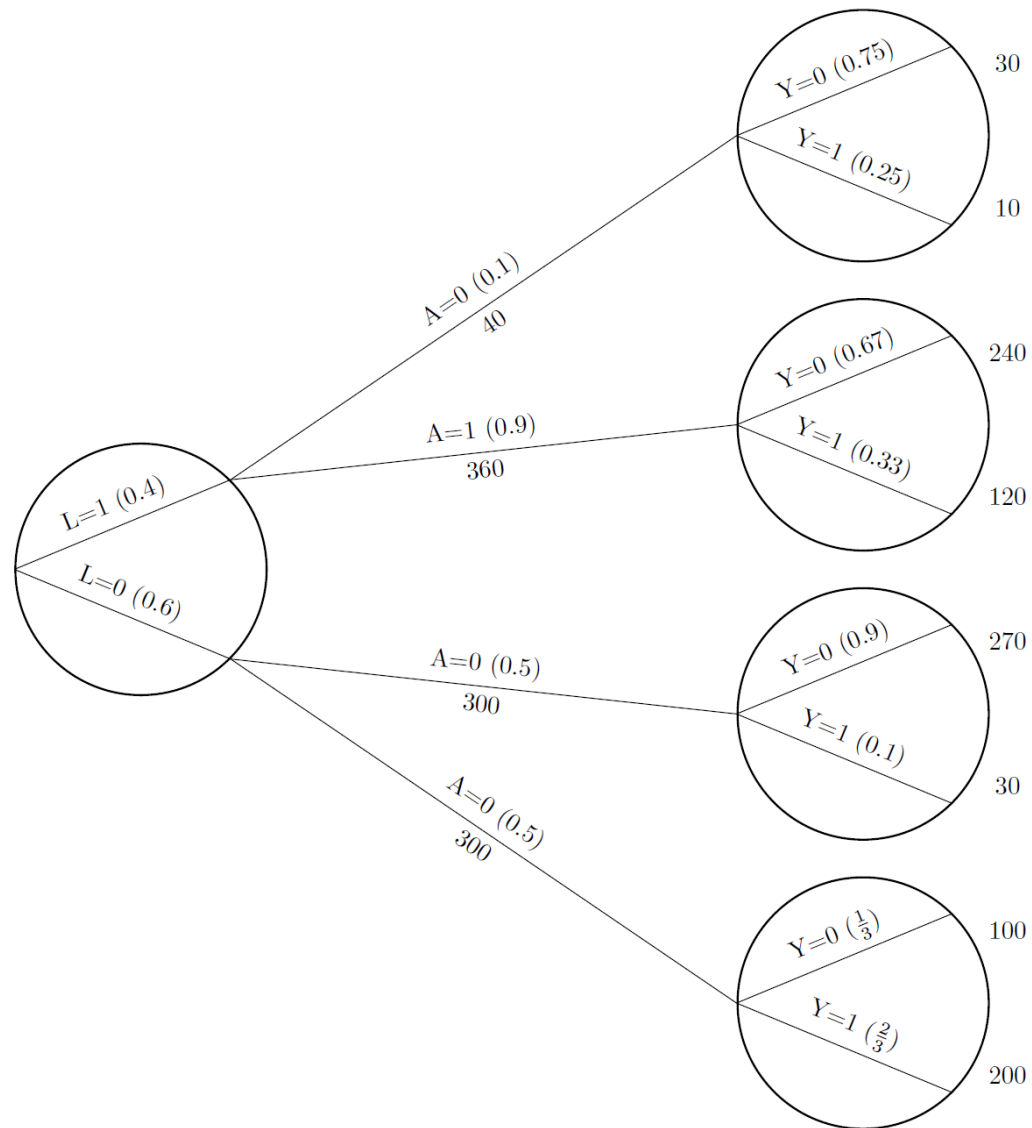 Y=0 (0.75)
30
Y=1 (0.25)
10
A=0 (0.1)
40
Y=0 (0.67)
240
Y=1 (0.33)
120
A=1 (0.9)
360
L=1 (0.4)
L=0 (0.6)
A=0 (0.5)
300
Y=0 (0.9)
270
Y=1 (0.1)
30
A=0 (0.5)
300
Y=0 (1/3)
100
Y=1 (2/3)
200